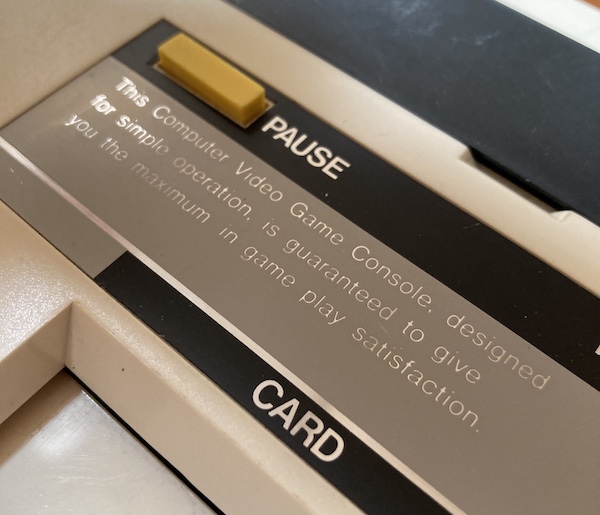 PAUSE
This Computer Video Game Console, designed
for simple operation, is guaranteed to give
you the maximum in game play satisfaction.
CARD